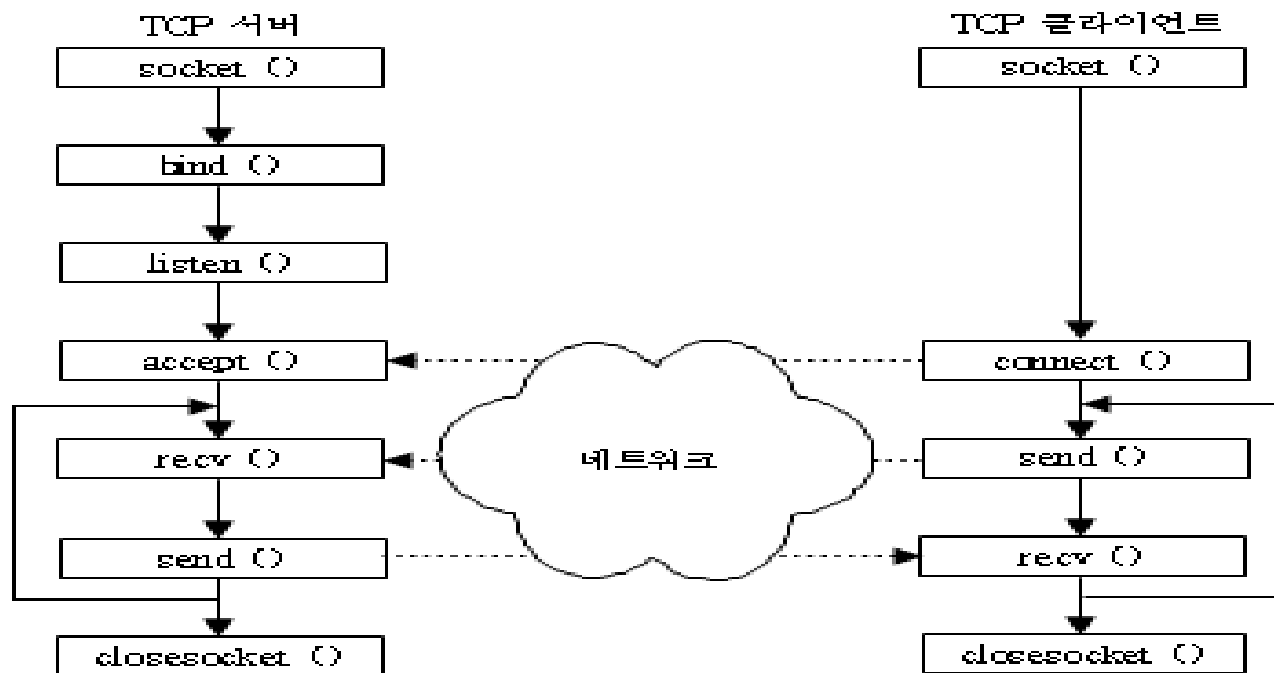 TCP 서버
socket ()
bind ()
listen ()
accept ()
recv ()
send ()
closesocket ()
네트워크
TCP 클라이언트
socket ()
connect ()
send ()
recv ()
closesocket ()